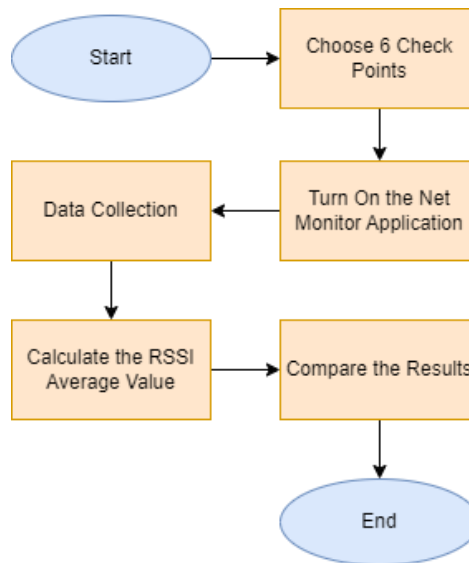 Start
Choose 6 Check
Points
Turn On the Net
Monitor Application
Data Collection
Calculate the RSSI
Average Value
Compare the Results
End